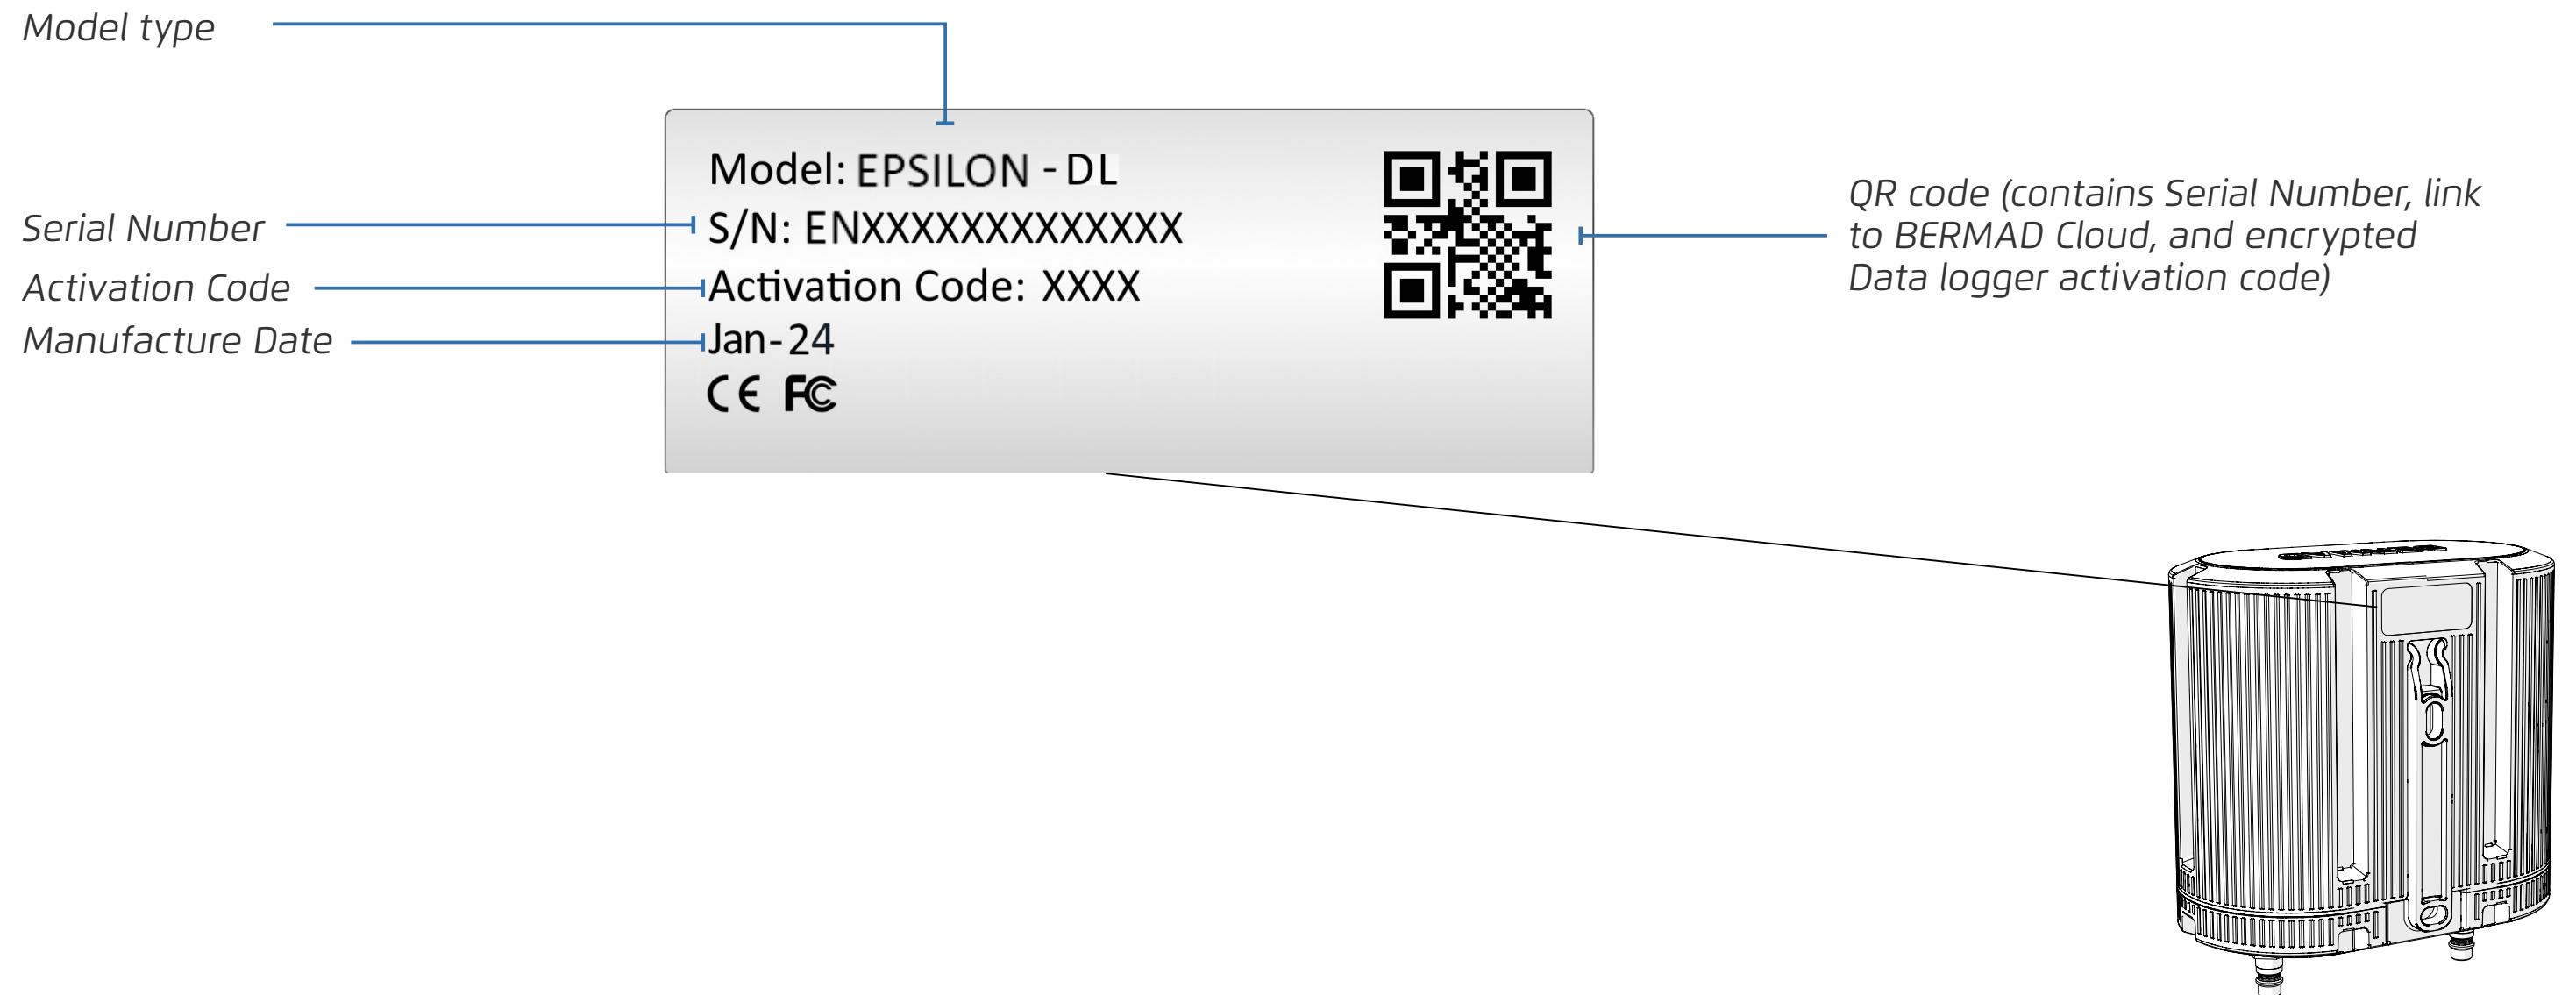 Model type
Model: EPSILON - DL
Serial Number
S/N: ENXXXXXXXXXXXXX
Activation Code
Activation Code: XXXX
Manufacture Date
Jan-24
CE FC
QR code (contains Serial Number, link
to BERMAD Cloud, and encrypted
Data logger activation code)